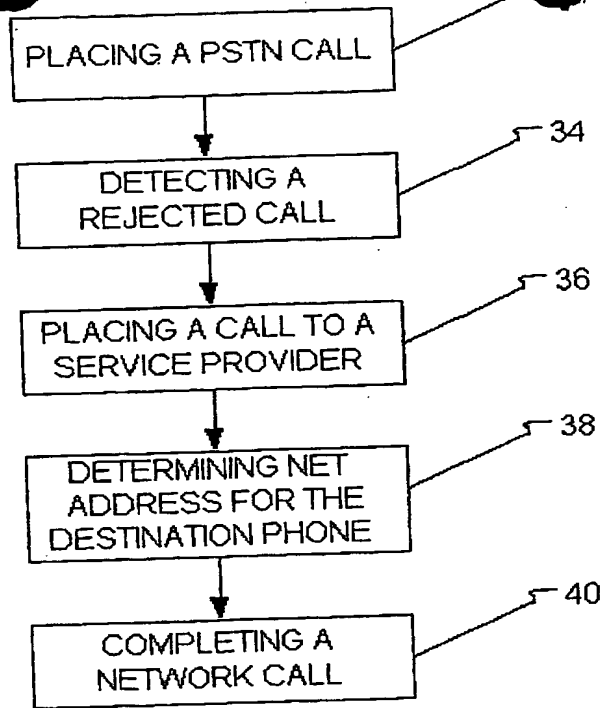 PLACING A PSTN CALL
DETECTING A
REJECTED CALL
34
PLACING A CALL TO A
SERVICE PROVIDER
36
DETERMINING NET
ADDRESS FOR THE
DESTINATION PHONE
38
COMPLETING A
NETWORK CALL
40